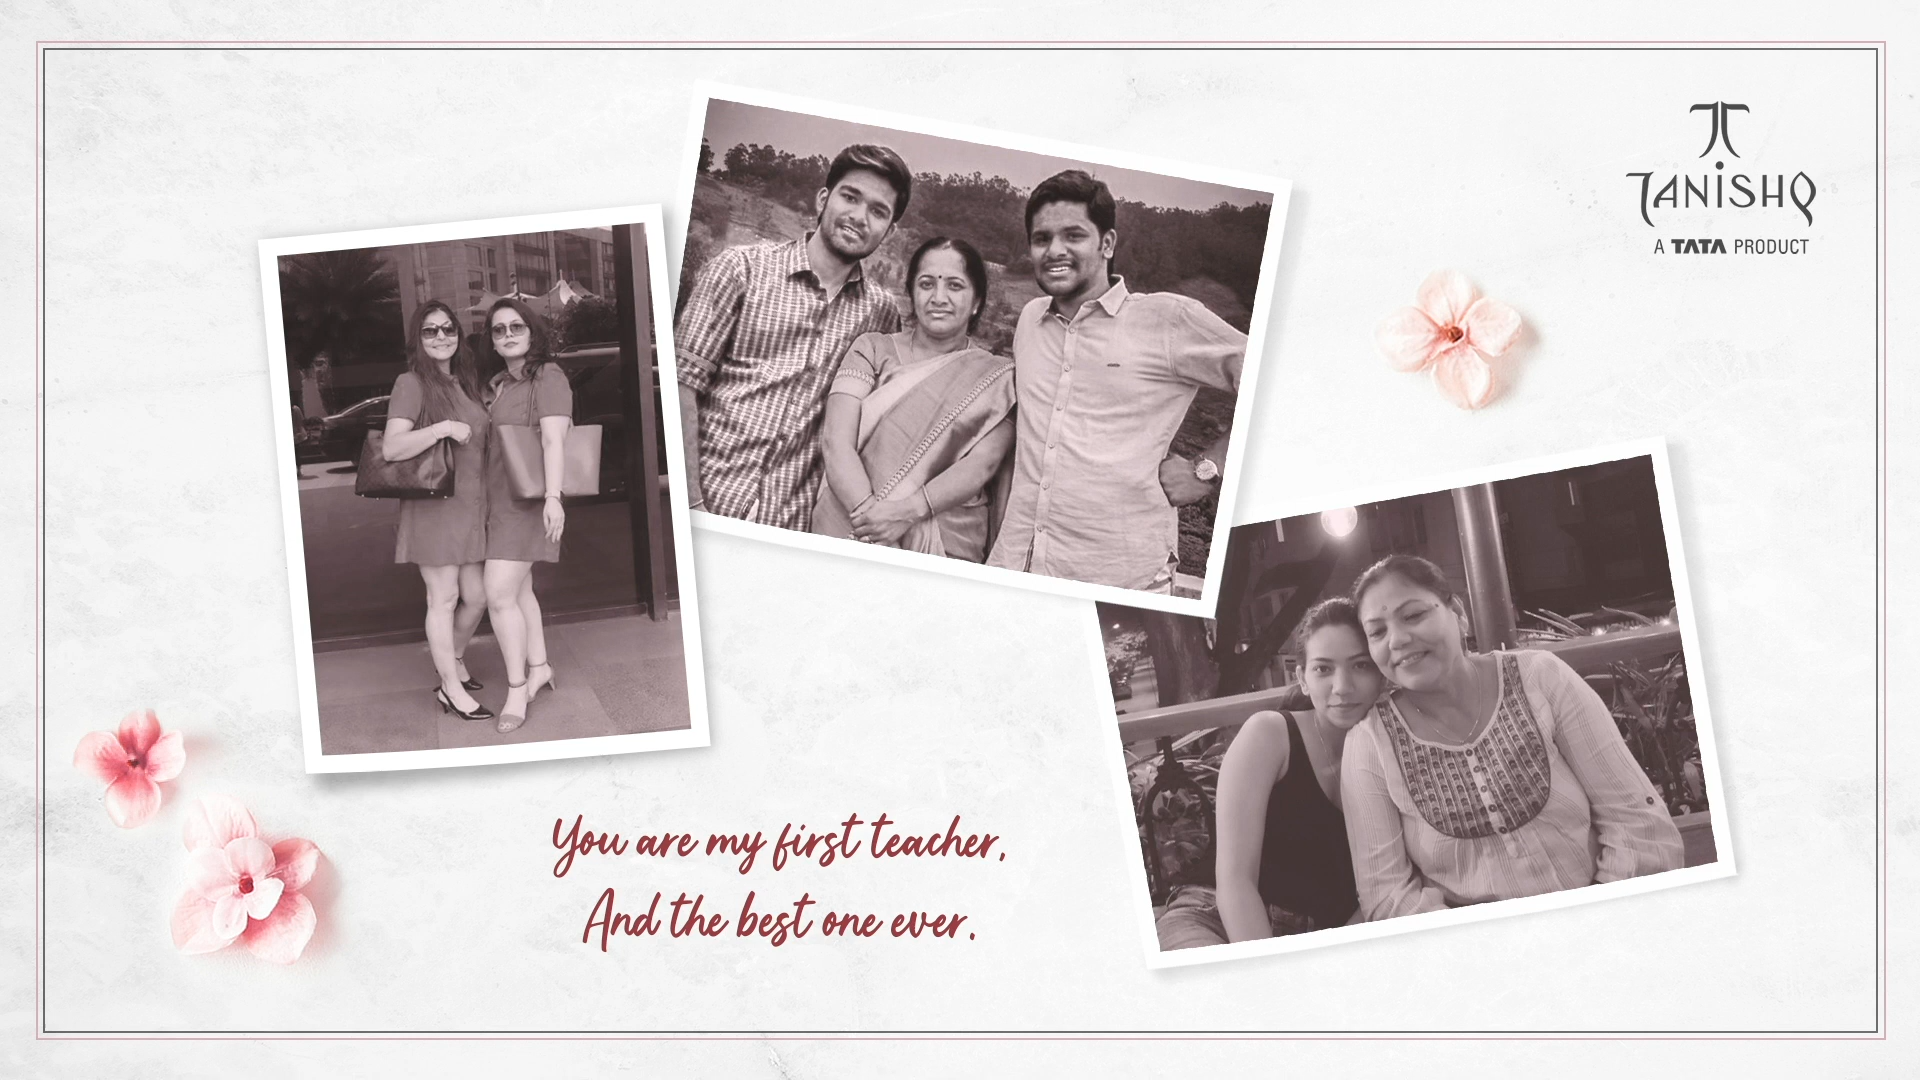 TANISHQ
A TATA PRODUCT
You are my first teacher,
And the best one ever.